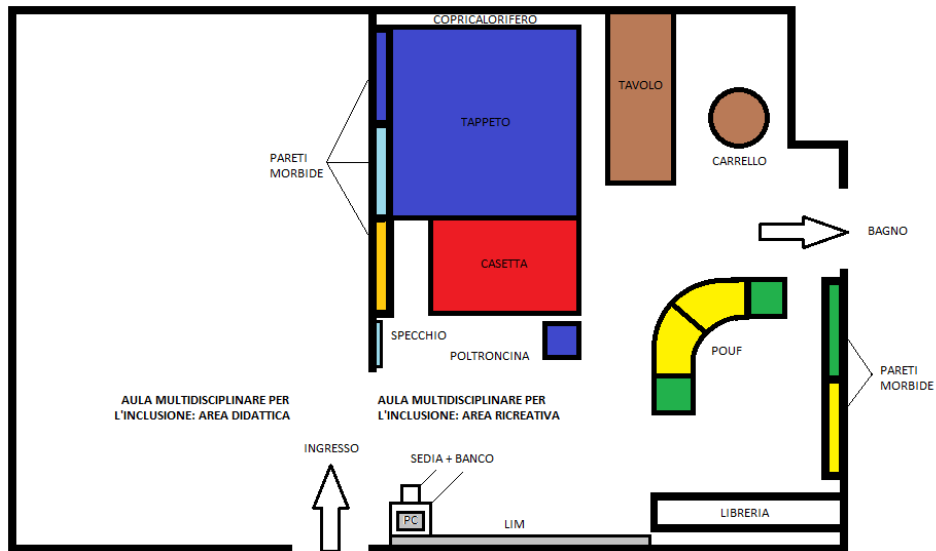 COPRICALORIFERO
TAVOLO
TAPPETO
PARETI
MORBIDE
CARRELLO
BAGNO
CASETTA
SPECCHIO
POLTRONCINA
POUF
PARETI
MORBIDE
AULA MULTIDISCIPLINARE PER
L'INCLUSIONE: AREA DIDATTICA
AULA MULTIDISCIPLINARE PER
L'INCLUSIONE: AREA RICREATIVA
INGRESSO
SEDIA + BANCO
PC
LIM
LIBRERIA